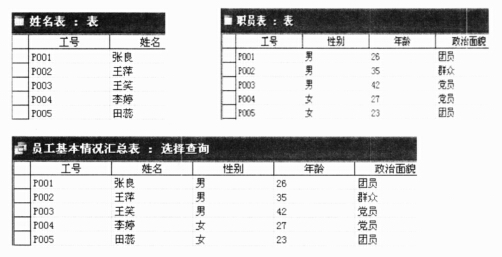 姓名表 : 表
工号 姓名
P001 张良
P002 王萍
P003 王笑
P004 李婷
P005 田蕊
职员表 : 表
工号 性别 年龄 政治面貌
P001 男 26 团员
P002 男 35 群众
P003 男 42 党员
P004 女 27 党员
P005 女 23 团员
员工基本情况汇总表 : 选择查询
工号 姓名 性别 年龄 政治面貌
P001 张良 男 26 团员
P002 王萍 男 35 群众
P003 王笑 男 42 党员
P004 李婷 女 27 党员
P005 田蕊 女 23 团员